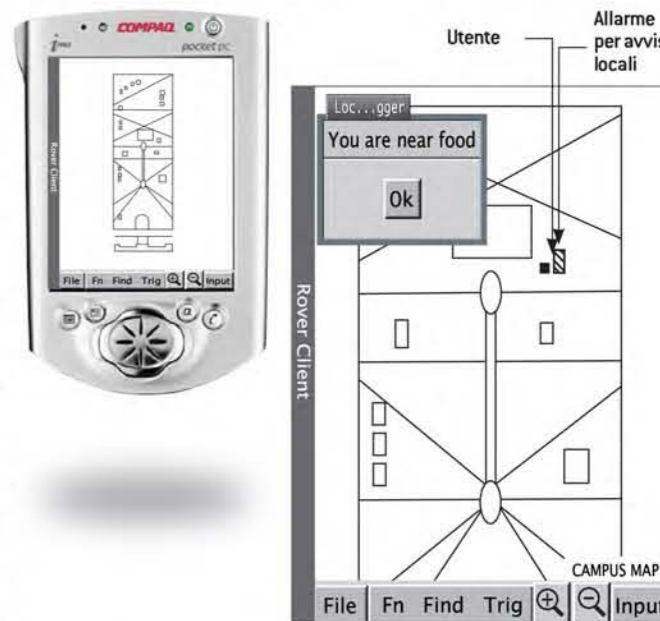 COMPAQ
iPAQ
pocket pc
Rover Client
File Fn Find Trig Input
Utente
Allarme
per avvis
locali
Loc...gger
You are near food
Ok
Rover Client
CAMPUS MAP
File Fn Find Trig Input